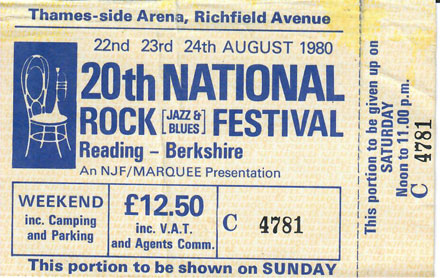 Thames-side Arena, Richfield Avenue
22nd 23rd 24th AUGUST 1980
20th NATIONAL
ROCK [JAZZ & BLUES] FESTIVAL
Reading – Berkshire
An NJF/MARQUEE Presentation
WEEKEND
inc. Camping
and Parking
£12.50
inc. V.A.T.
and Agents Comm.
C 4781
This portion to be shown on SUNDAY
This portion to be given up on
SATURDAY
Noon to 11.00 p.m.
C 4781